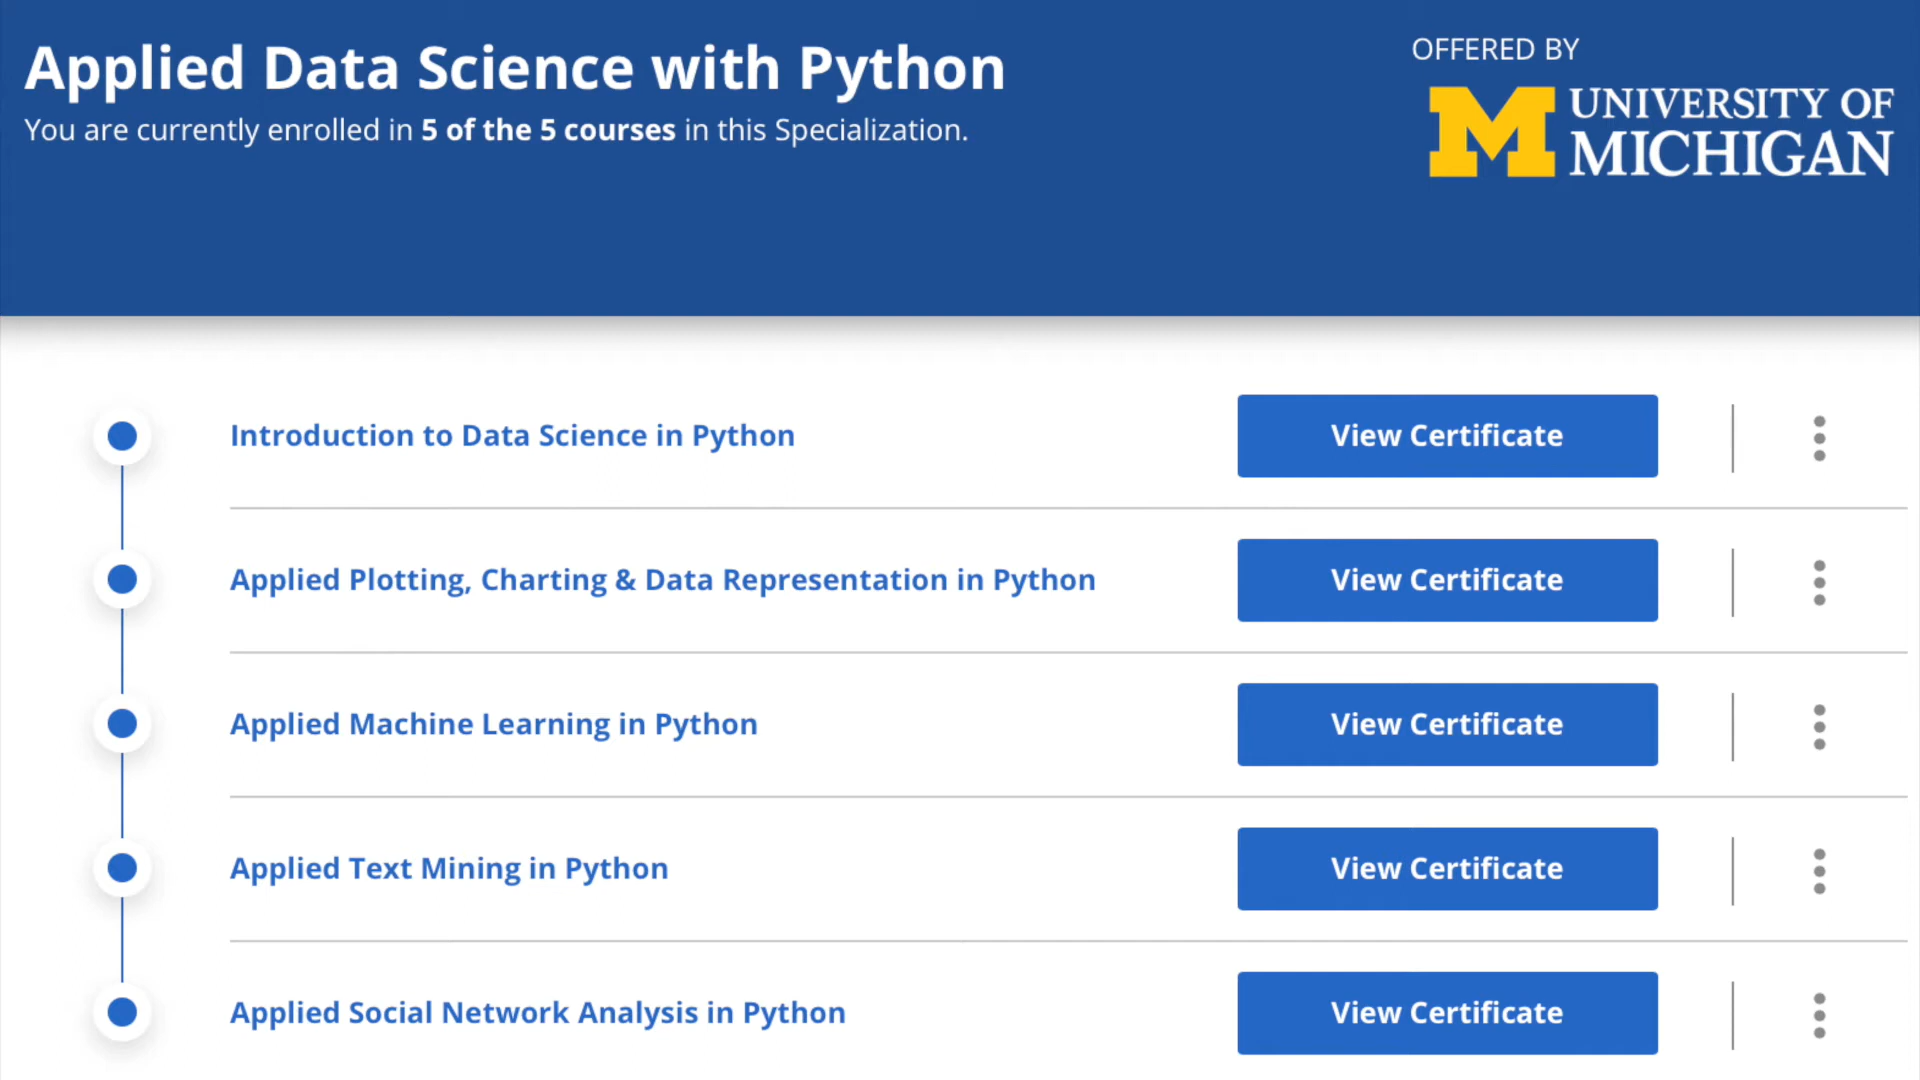 Applied Data Science with Python
You are currently enrolled in 5 of the 5 courses in this Specialization.
OFFERED BY
M UNIVERSITY OF
MICHIGAN
Introduction to Data Science in Python
View Certificate
Applied Plotting, Charting & Data Representation in Python
View Certificate
Applied Machine Learning in Python
View Certificate
Applied Text Mining in Python
View Certificate
Applied Social Network Analysis in Python
View Certificate